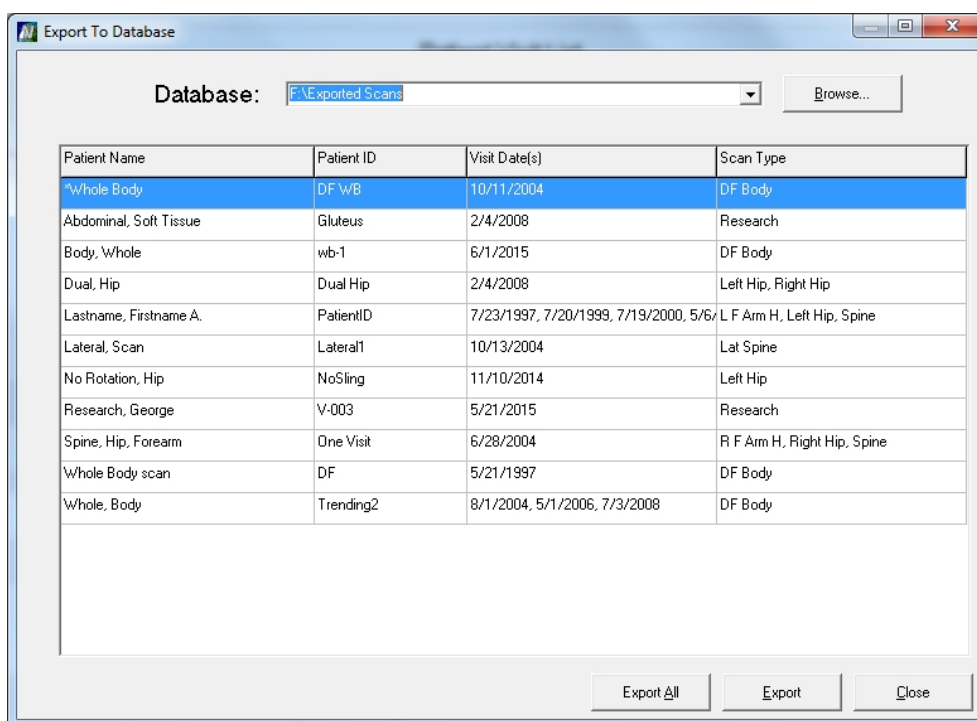 Export To Database
Database: F:\Exported Scans Browse...
Patient Name Patient ID Visit Date(s) Scan Type
*Whole Body DF WB 10/11/2004 DF Body
Abdominal, Soft Tissue Gluteus 2/4/2008 Research
Body, Whole wb-1 6/1/2015 DF Body
Dual, Hip Dual Hip 2/4/2008 Left Hip, Right Hip
Lastname, Firstname A. PatientID 7/23/1997, 7/20/1999, 7/19/2000, 5/6/ L F Arm H, Left Hip, Spine
Lateral, Scan Lateral1 10/13/2004 Lat Spine
No Rotation, Hip NoSling 11/10/2014 Left Hip
Research, George V-003 5/21/2015 Research
Spine, Hip, Forearm One Visit 6/28/2004 R F Arm H, Right Hip, Spine
Whole Body scan DF 5/21/1997 DF Body
Whole, Body Trending2 8/1/2004, 5/1/2006, 7/3/2008 DF Body
Export All Export Close